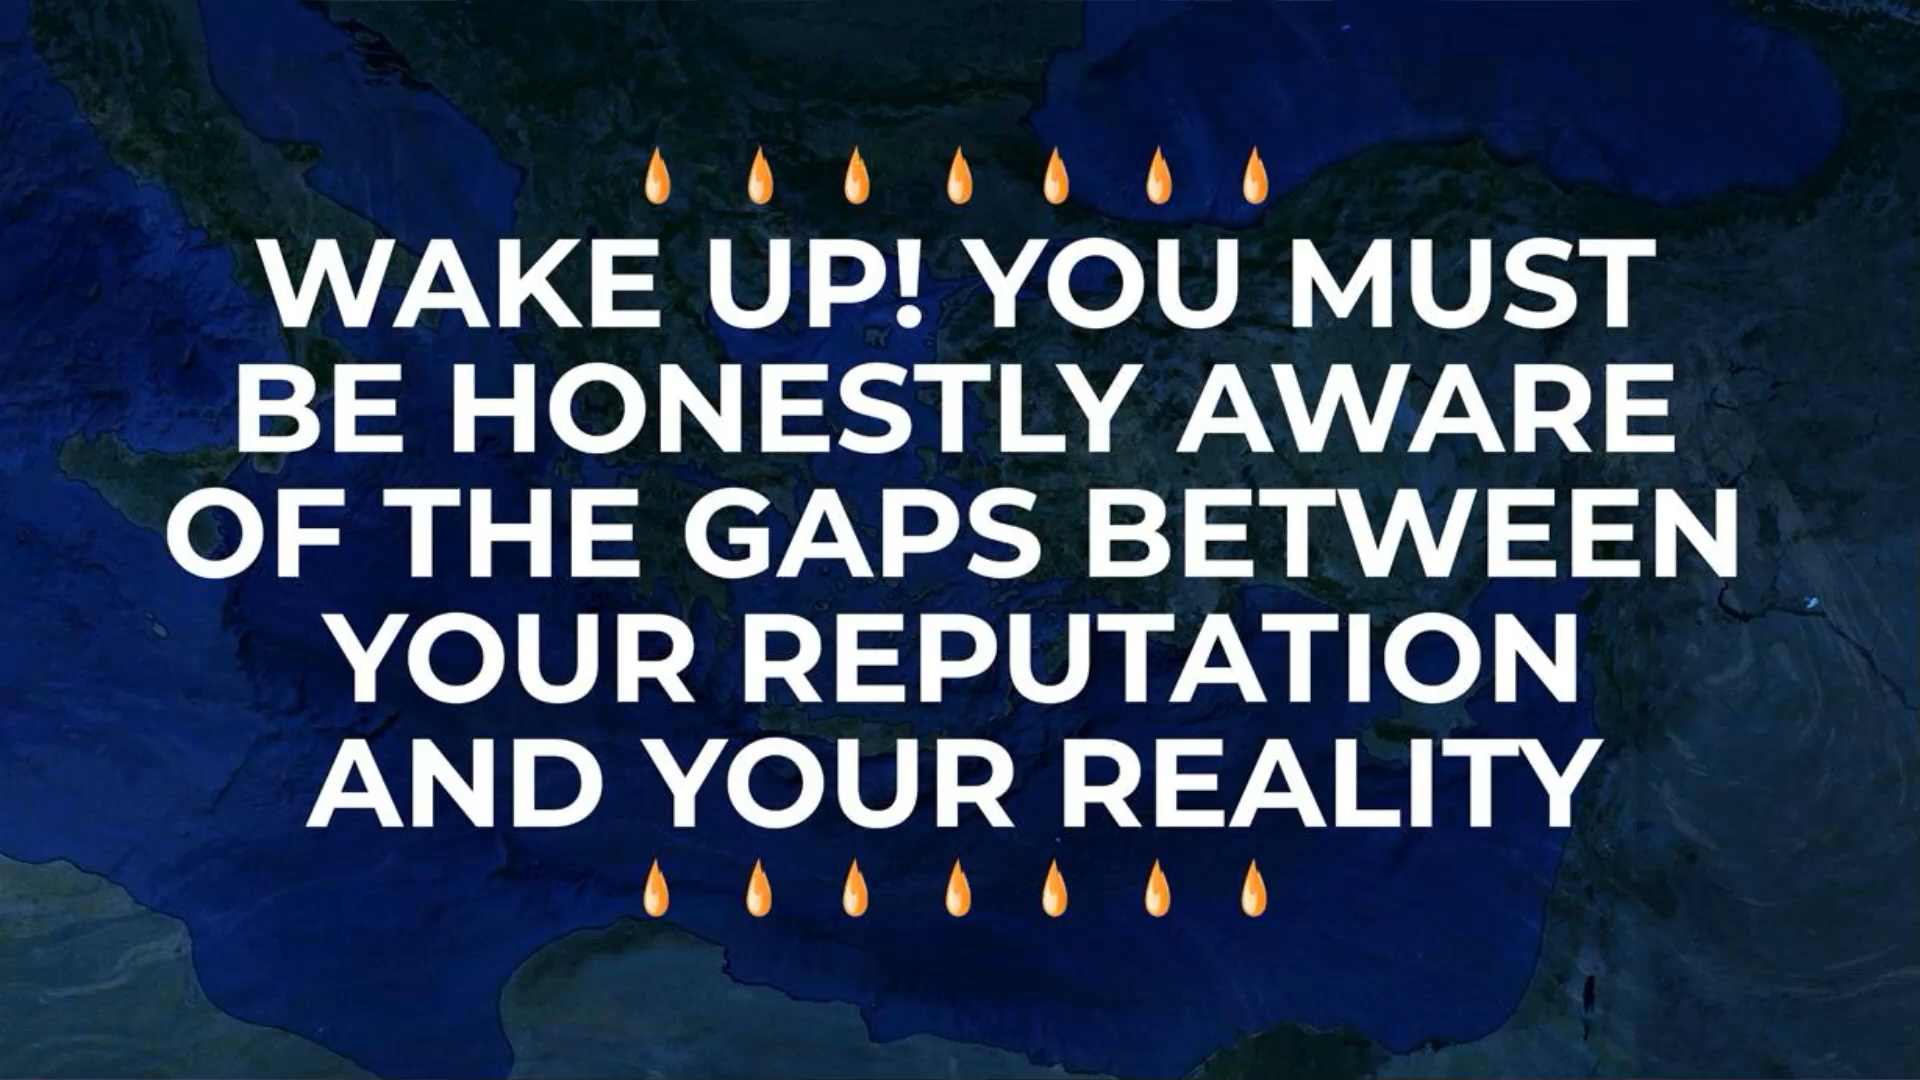 WAKE UP! YOU MUST
BE HONESTLY AWARE
OF THE GAPS BETWEEN
YOUR REPUTATION
AND YOUR REALITY